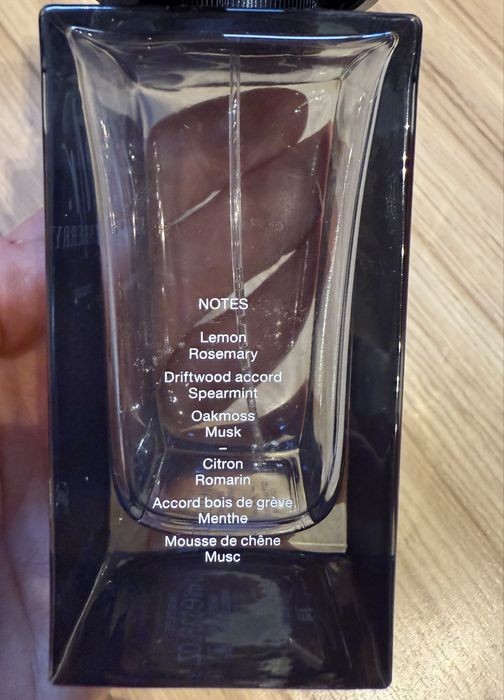 NOTES
Lemon
Rosemary
Driftwood accord
Spearmint
Oakmoss
Musk
–
Citron
Romarin
Accord bois de grève
Menthe
Mousse de chêne
Musc